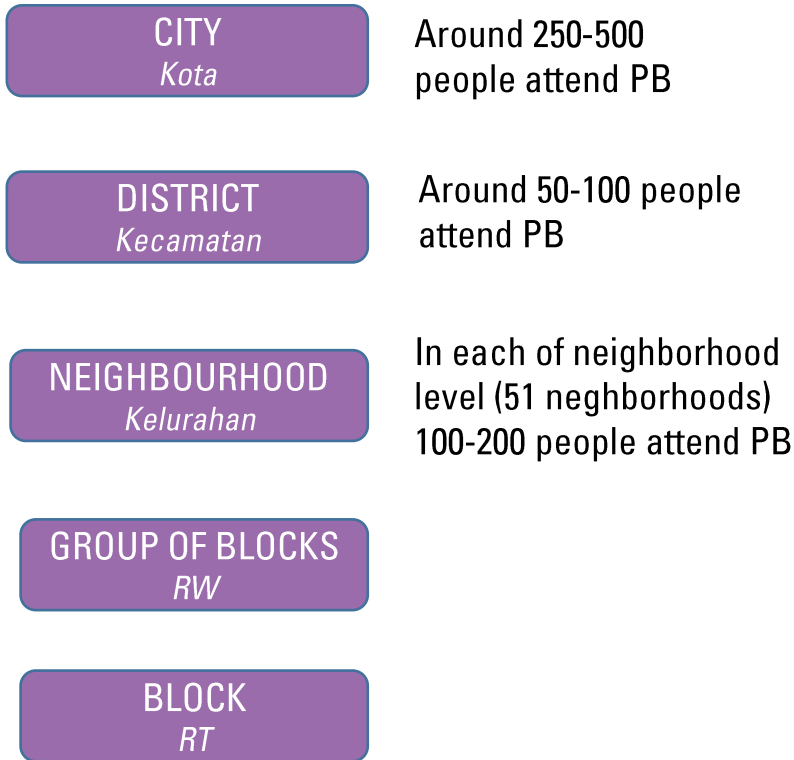 CITY
Kota
Around 250-500
people attend PB
DISTRICT
Kecamatan
Around 50-100 people
attend PB
NEIGHBOURHOOD
Kelurahan
In each of neighborhood
level (51 neghborhoods)
100-200 people attend PB
GROUP OF BLOCKS
RW
BLOCK
RT